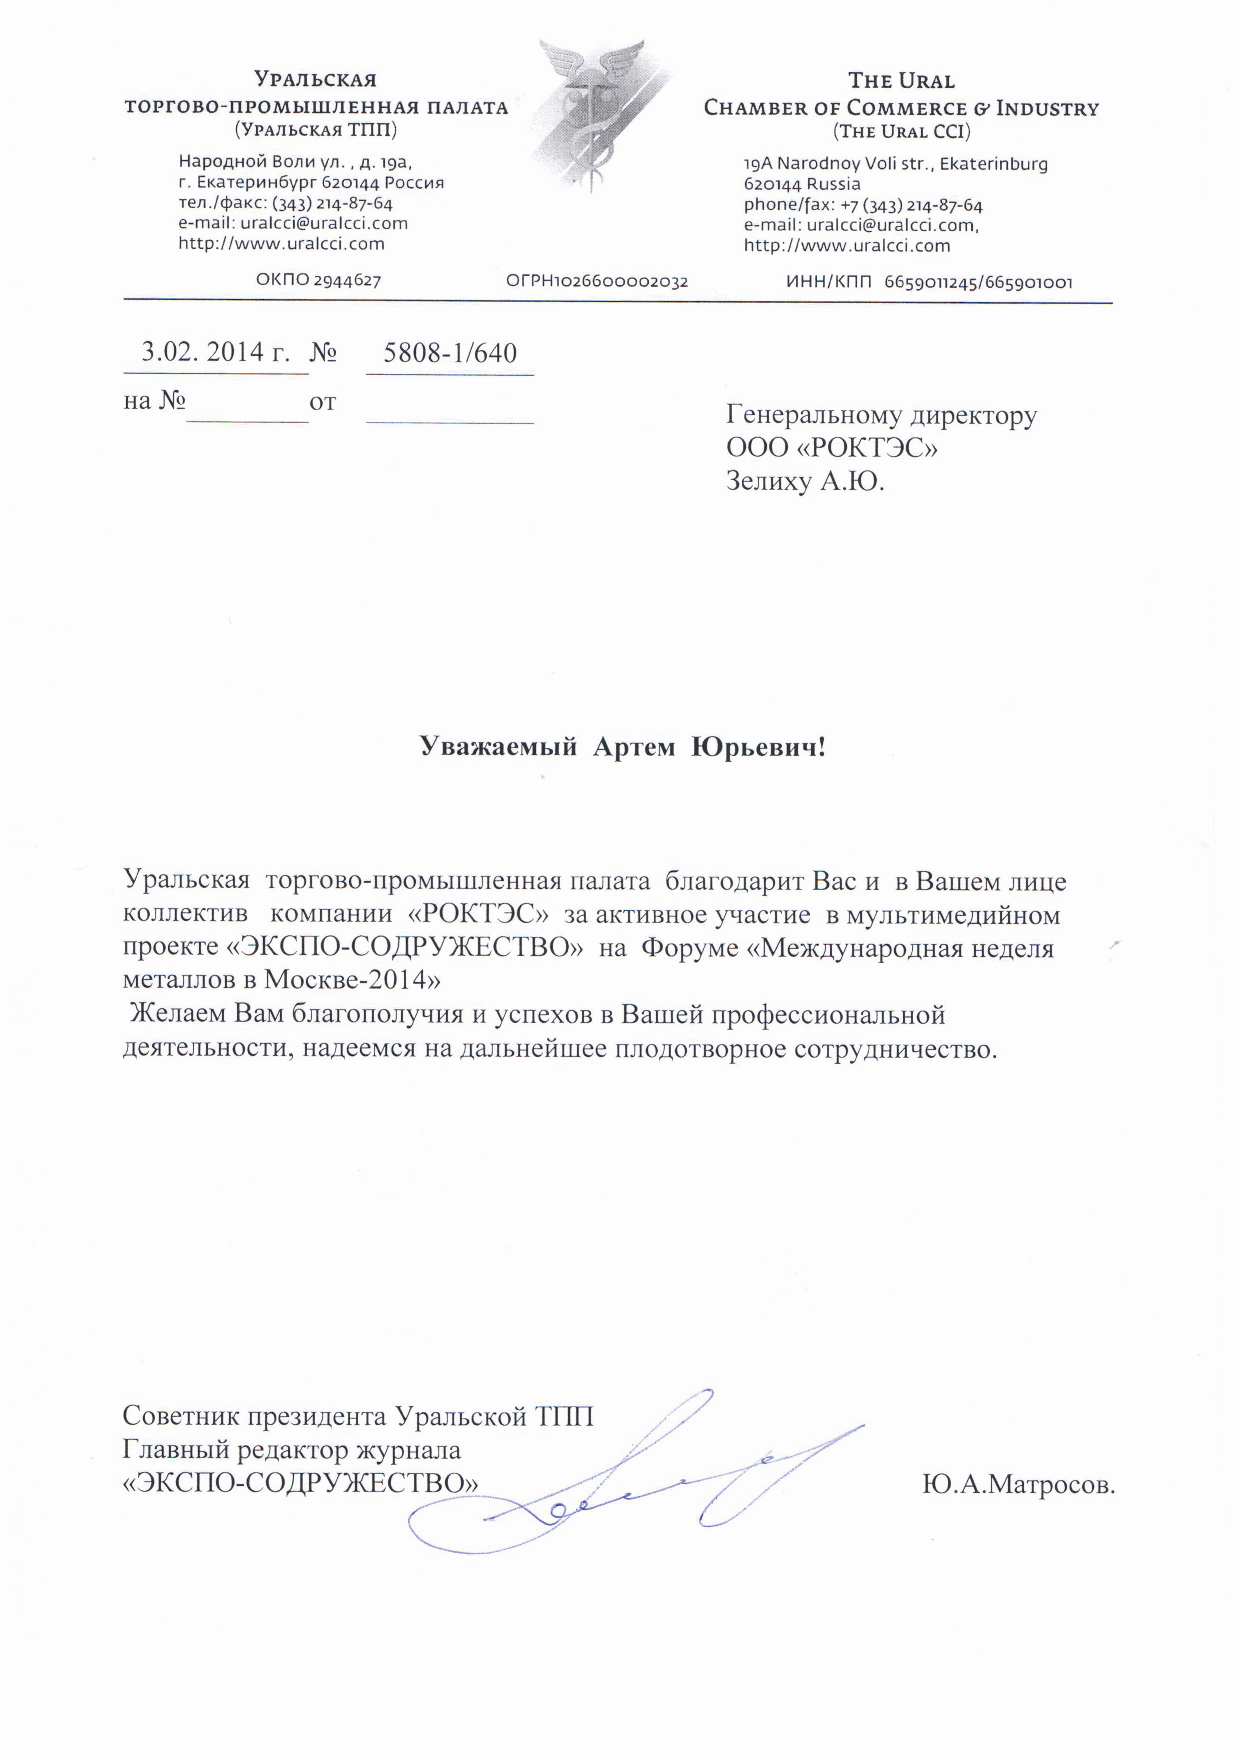 Уральская
торгово-промышленная палата
(Уральская ТПП)
Народной Воли ул. , д. 19а,
г. Екатеринбург 620144 Россия
тел./факс: (343) 214-87-64
e-mail: uralcci@uralcci.com
http://www.uralcci.com
The Ural
Chamber of Commerce & Industry
(The Ural CCI)
19A Narodnoy Voli str., Ekaterinburg
620144 Russia
phone/fax: +7 (343) 214-87-64
e-mail: uralcci@uralcci.com,
http://www.uralcci.com
ОКПО 2944627 ОГРН1026600002032 ИНН/КПП 6659011245/665901001
3.02. 2014 г. № 5808-1/640
на № от
Генеральному директору
ООО «РОКТЭС»
Зелиху А.Ю.
Уважаемый Артем Юрьевич!
Уральская торгово-промышленная палата благодарит Вас и в Вашем лице
коллектив компании «РОКТЭС» за активное участие в мультимедийном
проекте «ЭКСПО-СОДРУЖЕСТВО» на Форуме «Международная неделя
металлов в Москве-2014»
Желаем Вам благополучия и успехов в Вашей профессиональной
деятельности, надеемся на дальнейшее плодотворное сотрудничество.
Советник президента Уральской ТПП
Главный редактор журнала
«ЭКСПО-СОДРУЖЕСТВО» Ю.А.Матросов.